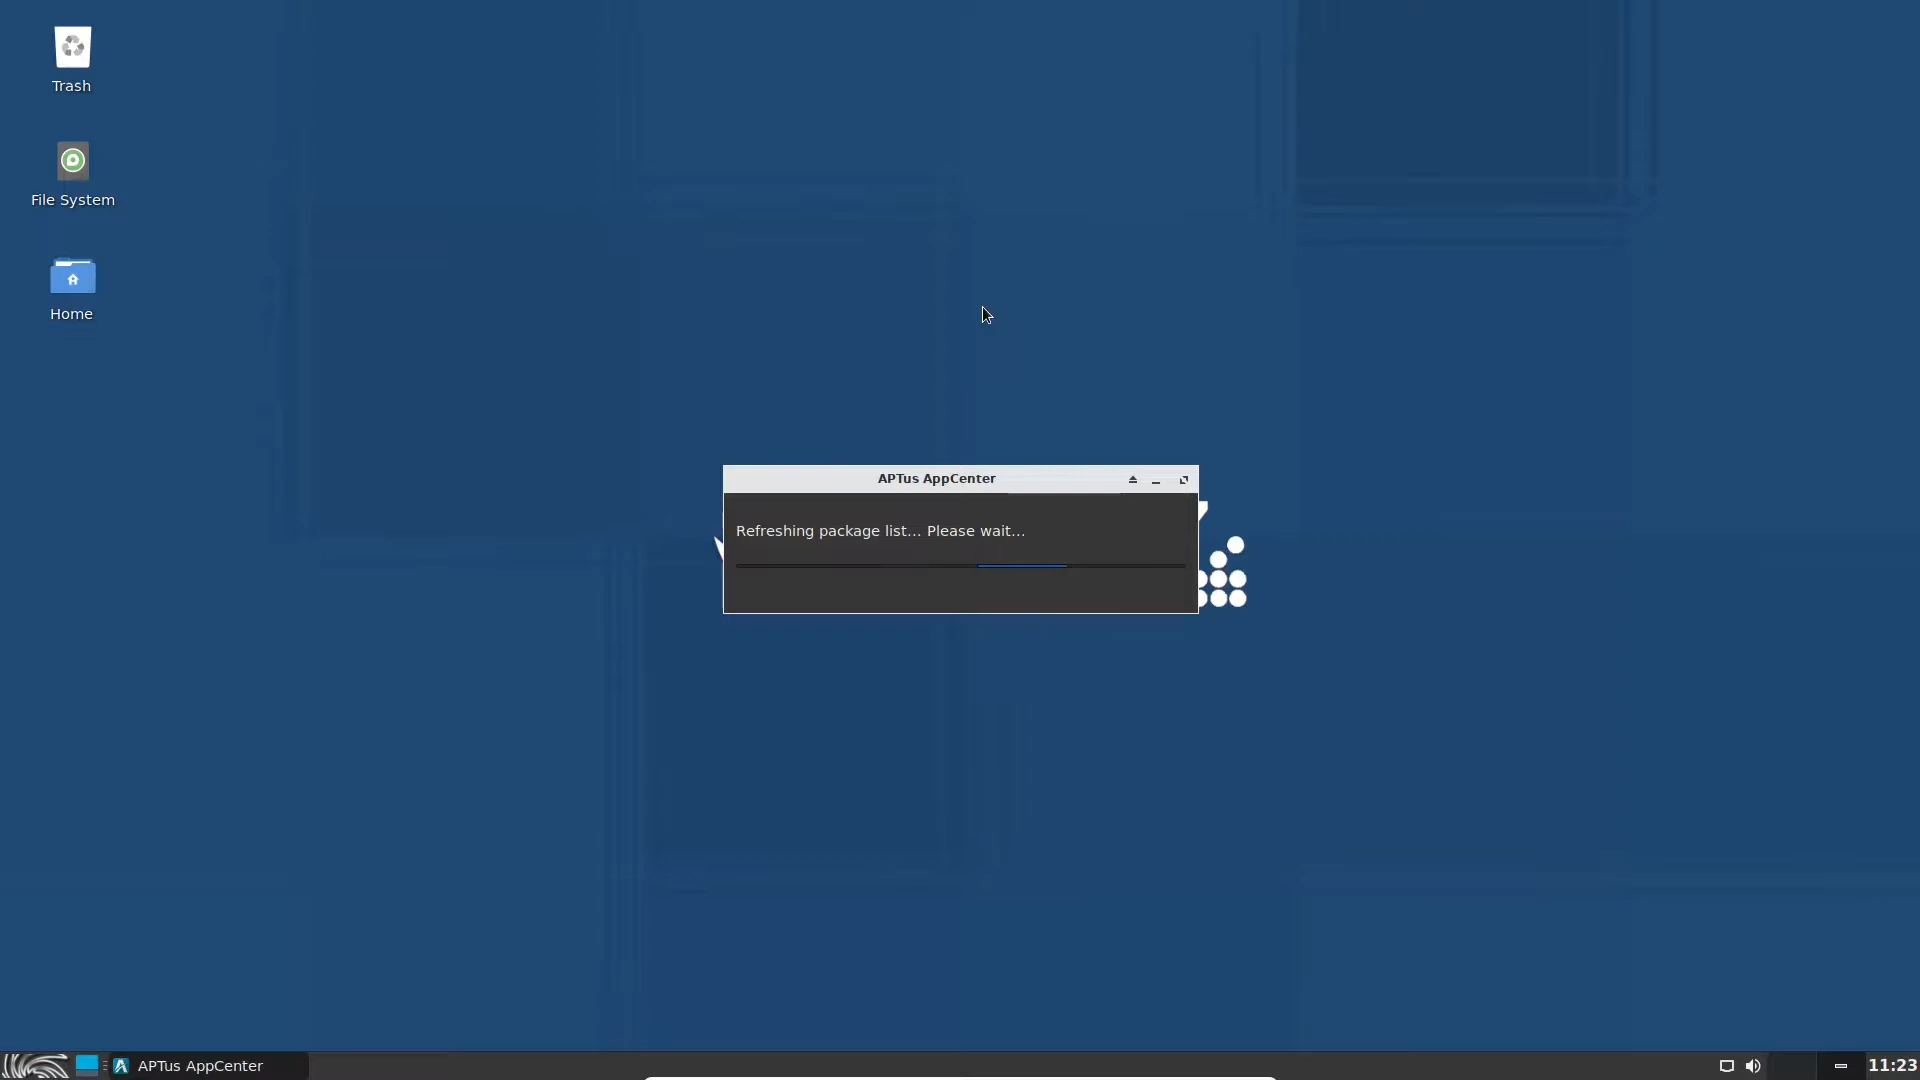 Trash
File System
Home
APTus AppCenter
Refreshing package list... Please wait...
APTus AppCenter
11:23